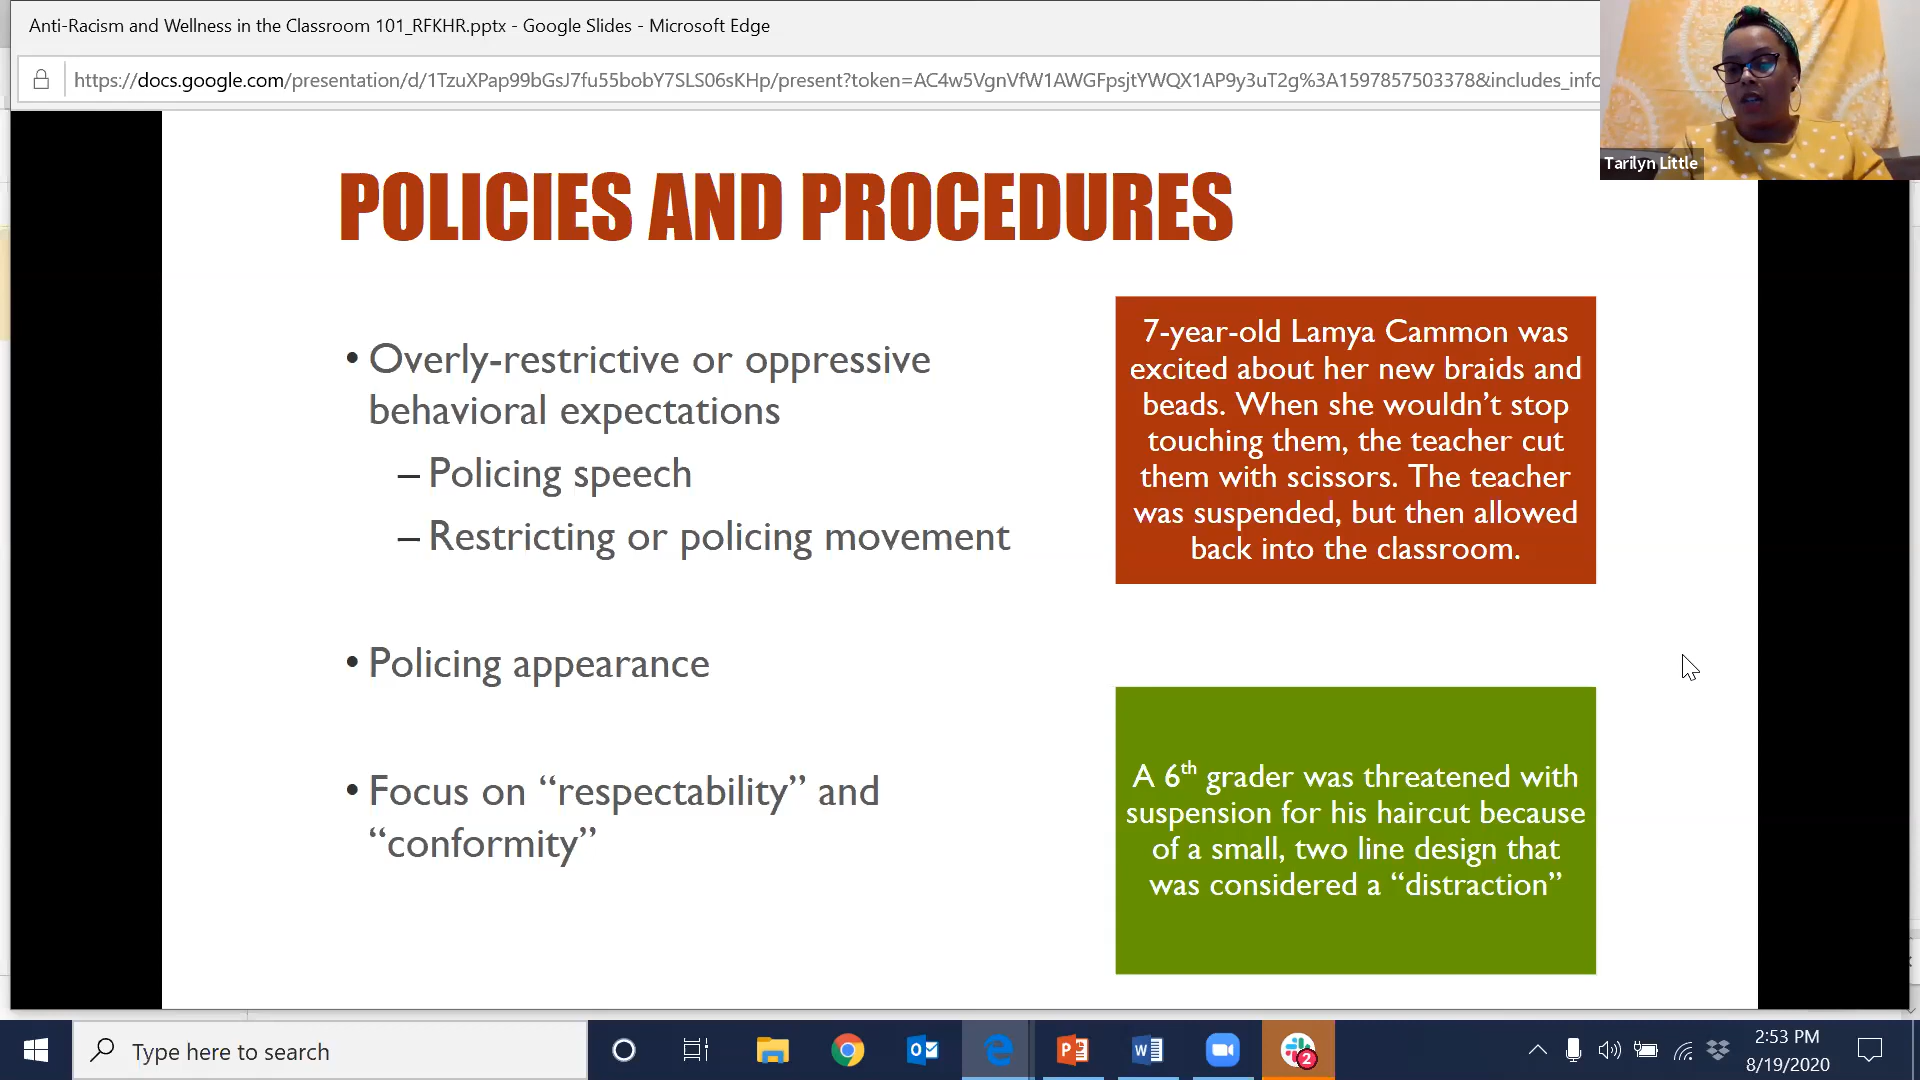 Anti-Racism and Wellness in the Classroom 101_RFKHR.pptx - Google Slides - Microsoft Edge
https://docs.google.com/presentation/d/1TzuXPap99bGsJ7fu55bobY7SLS06sKHp/present?token=AC4w5VgnVfW1AWGFpsjtYWQX1AP9y3uT2g%3A1597857503378&includes_info
Tarilyn Little
POLICIES AND PROCEDURES
• Overly-restrictive or oppressive
behavioral expectations
– Policing speech
– Restricting or policing movement
• Policing appearance
• Focus on “respectability” and
“conformity”
7-year-old Lamya Cammon was
excited about her new braids and
beads. When she wouldn’t stop
touching them, the teacher cut
them with scissors. The teacher
was suspended, but then allowed
back into the classroom.
A 6th grader was threatened with
suspension for his haircut because
of a small, two line design that
was considered a “distraction”
Type here to search
2
2:53 PM
8/19/2020